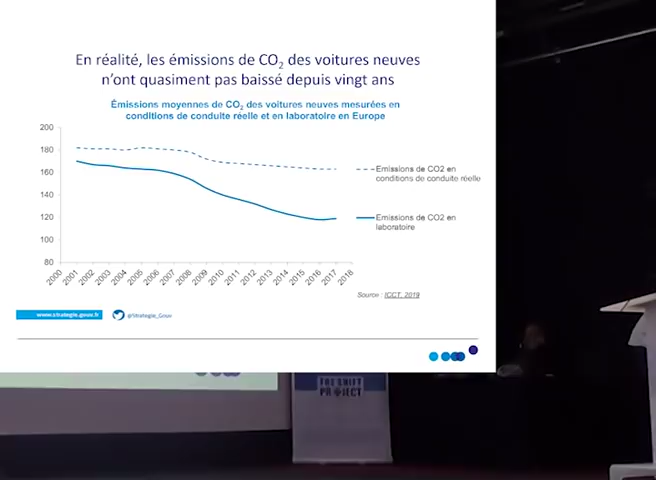 En réalité, les émissions de CO₂ des voitures neuves
n'ont quasiment pas baissé depuis vingt ans
Émissions moyennes de CO₂ des voitures neuves mesurées en
conditions de conduite réelle et en laboratoire en Europe
200
180
160
140
120
100
80
2000 2001 2002 2003 2004 2005 2006 2007 2008 2009 2010 2011 2012 2013 2014 2015 2016 2017 2018
Emissions de CO2 en
conditions de conduite réelle
Emissions de CO2 en
laboratoire
Source : ICCT, 2019
www.strategie.gouv.fr
@Strategie_Gouv
THE SHIFT
PROJECT